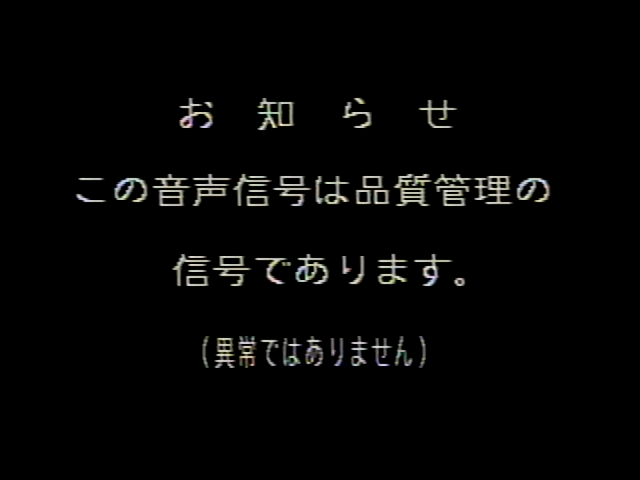 お知らせ
この音声信号は品質管理の
信号であります。
(異常ではありません)